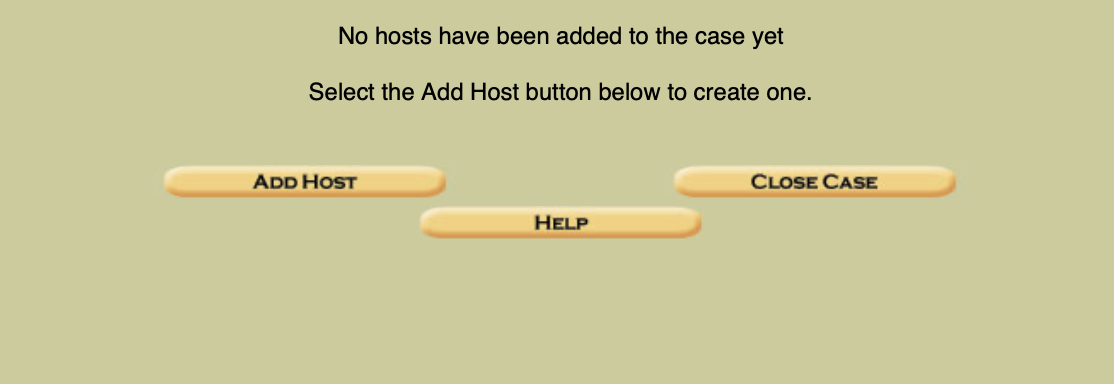 No hosts have been added to the case yet
Select the Add Host button below to create one.
ADD HOST
CLOSE CASE
HELP